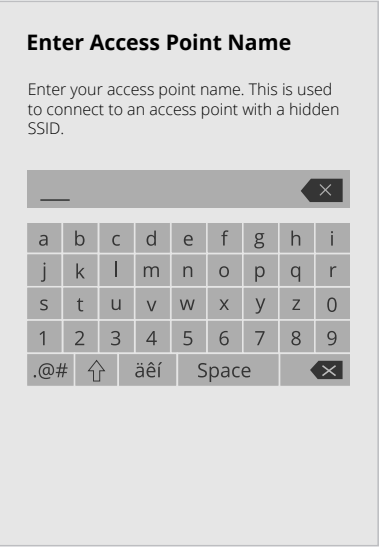 Enter Access Point Name
Enter your access point name. This is used
to connect to an access point with a hidden
SSID.
a b c d e f g h i
j k l m n o p q r
s t u v w x y z 0
1 2 3 4 5 6 7 8 9
.@# äêí Space